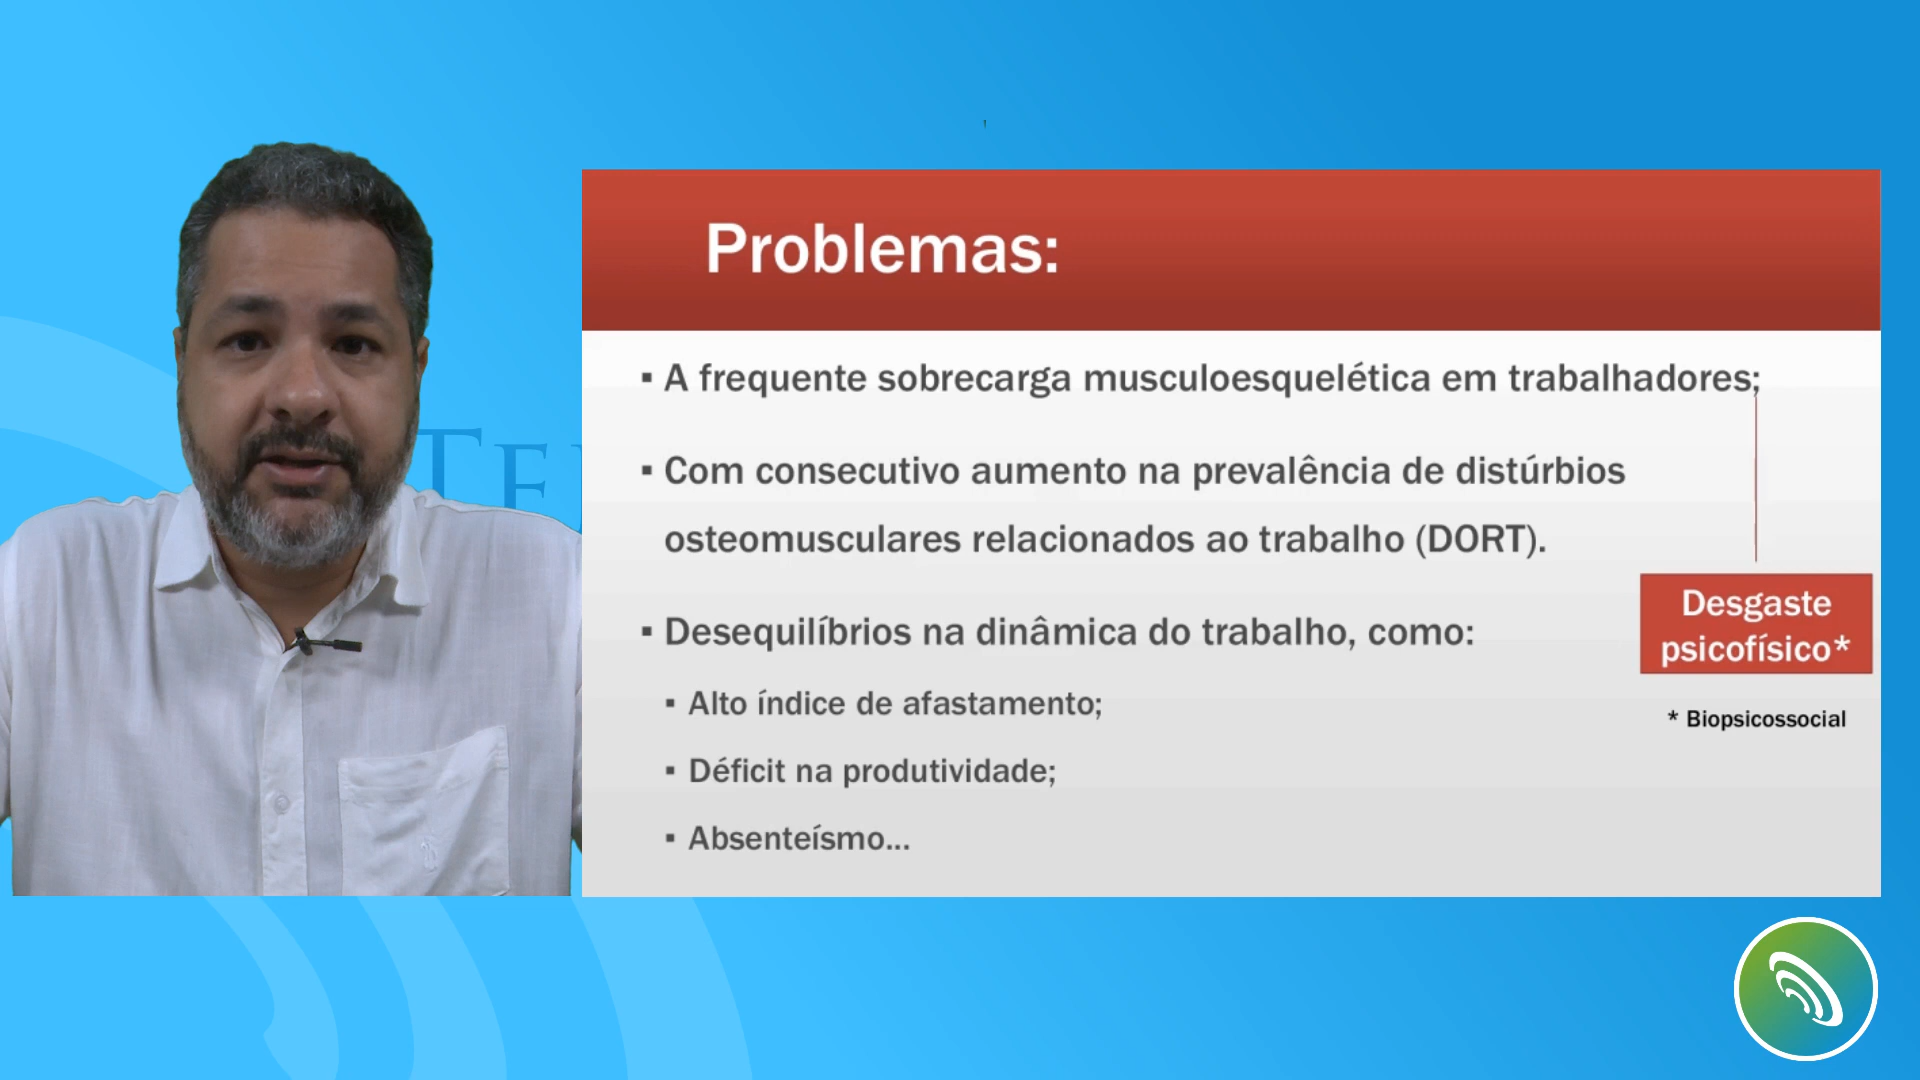 Problemas:
▪ A frequente sobrecarga musculoesquelética em trabalhadores;
▪ Com consecutivo aumento na prevalência de distúrbios
osteomusculares relacionados ao trabalho (DORT).
▪ Desequilíbrios na dinâmica do trabalho, como:
▪ Alto índice de afastamento;
▪ Déficit na produtividade;
▪ Absenteísmo...
Desgaste
psicofísico*
* Biopsicossocial